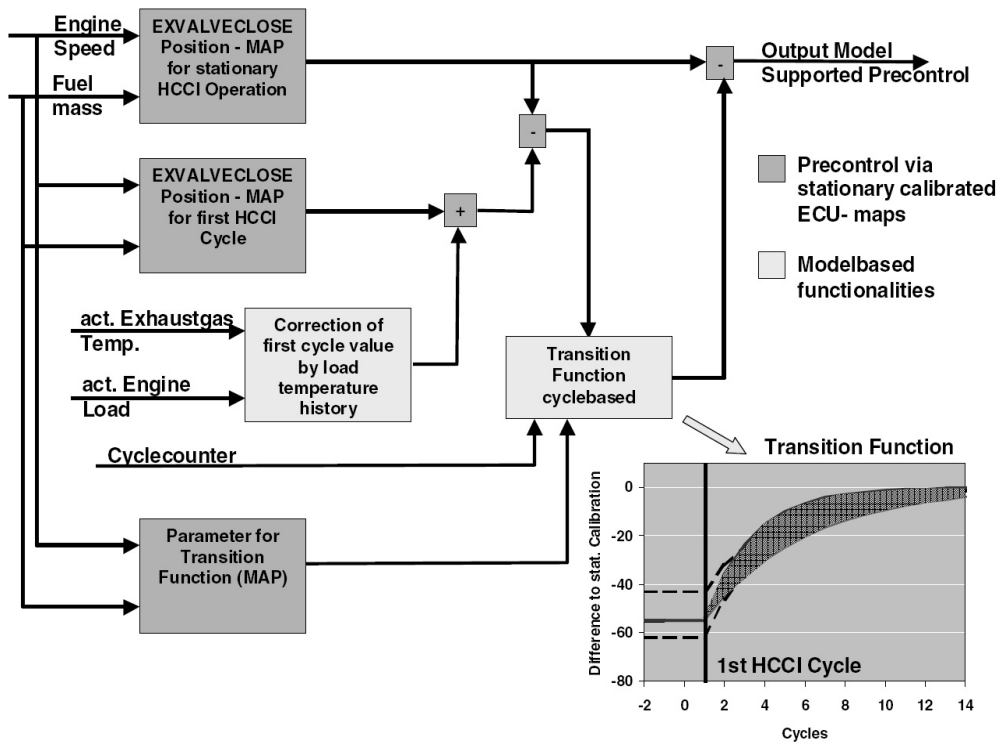 Engine
Speed
Fuel
mass
EXVALVECLOSE
Position - MAP
for stationary
HCCI Operation
-
Output Model
Supported Precontrol
-
EXVALVECLOSE
Position - MAP
for first HCCI
Cycle
+
Precontrol via
stationary calibrated
ECU- maps
Modelbased
functionalities
act. Exhaustgas
Temp.
act. Engine
Load
Correction of
first cycle value
by load
temperature
history
Transition
Function
cyclebased
Cyclecounter
Parameter for
Transition
Function (MAP)
Transition Function
Difference to stat. Calibration
0
-20
-40
-60
-80
1st HCCI Cycle
-2 0 2 4 6 8 10 12 14
Cycles